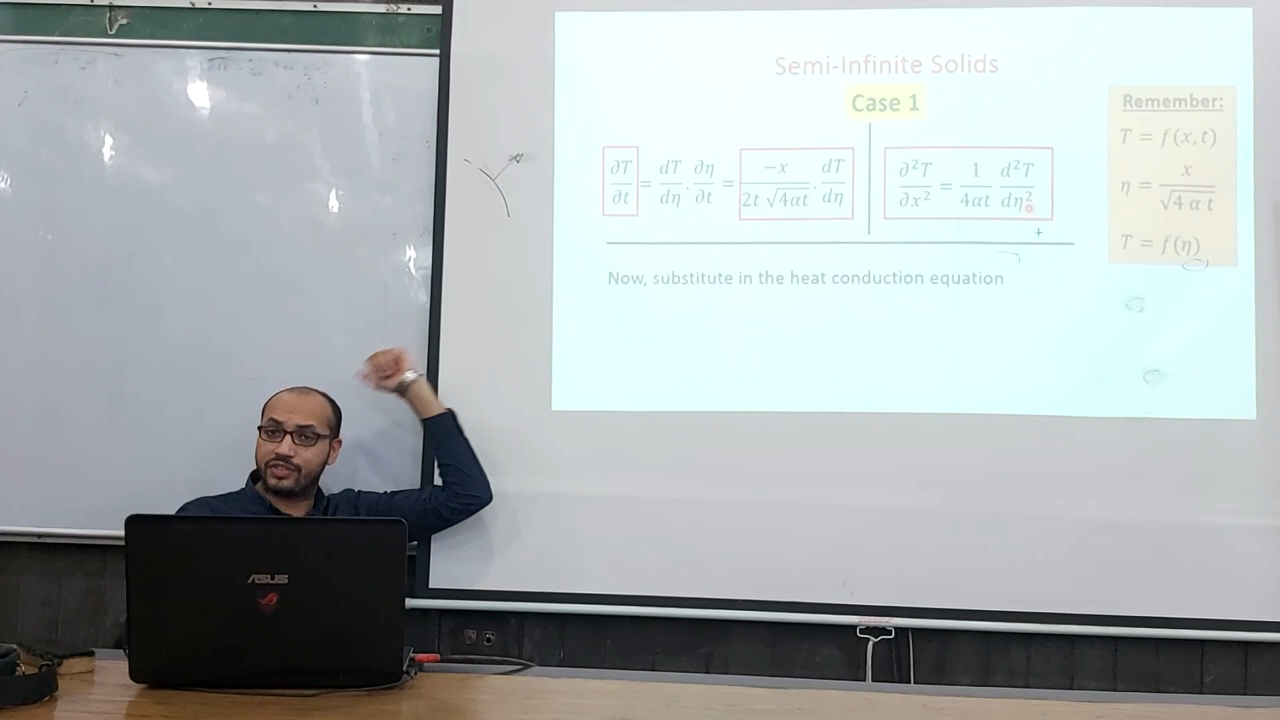 Semi-Infinite Solids
Case 1
∂T/∂t = dT/dη . ∂η/∂t = -x/(2t √(4αt)) . dT/dη
∂²T/∂x² = 1/(4αt) d²T/dη²
Now, substitute in the heat conduction equation
Remember:
T = f(x, t)
η = x/√(4 α t)
T = f(η)
ASUS